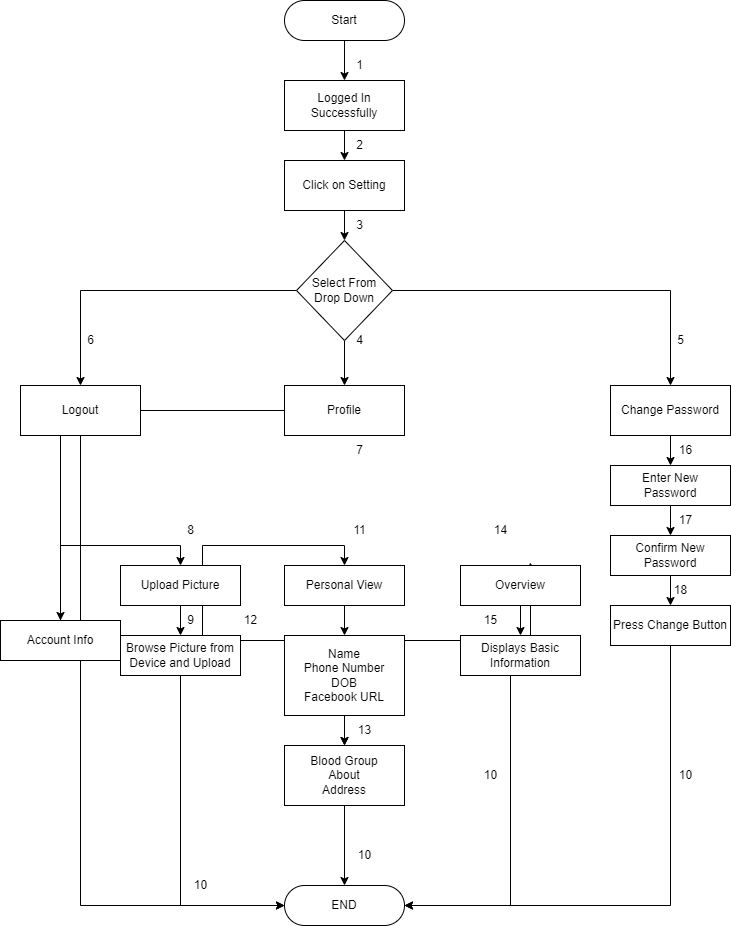 Start
1
Logged In
Successfully
2
Click on Setting
3
Select From
Drop Down
6
4
5
Logout
Profile
Change Password
7
16
Enter New
Password
17
8
11
14
Confirm New
Password
Upload Picture
Personal View
Overview
18
9
12
15
Press Change Button
Account Info
Browse Picture from
Device and Upload
Name
Phone Number
DOB
Facebook URL
Displays Basic
Information
13
Blood Group
About
Address
10
10
10
10
END